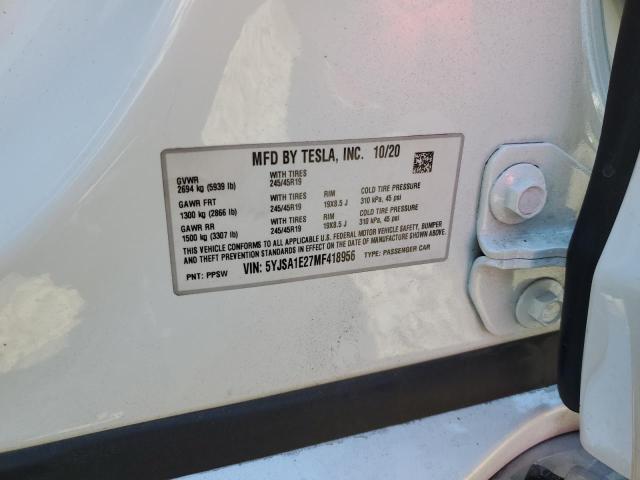 MFD BY TESLA, INC. 10/20
GVWR WITH TIRES
2694 kg (5939 lb) 245/45R19
GAWR FRT WITH TIRES RIM COLD TIRE PRESSURE
1300 kg (2866 lb) 245/45R19 19X8.5 J 310 kPa, 45 psi
GAWR RR WITH TIRES RIM COLD TIRE PRESSURE
1500 kg (3307 lb) 245/45R19 19X8.5 J 310 kPa, 45 psi
THIS VEHICLE CONFORMS TO ALL APPLICABLE U.S. FEDERAL MOTOR VEHICLE SAFETY, BUMPER
AND THEFT PREVENTION STANDARDS IN EFFECT ON THE DATE OF MANUFACTURE SHOWN ABOVE.
PNT: PPSW VIN: 5YJSA1E27MF418956 TYPE: PASSENGER CAR